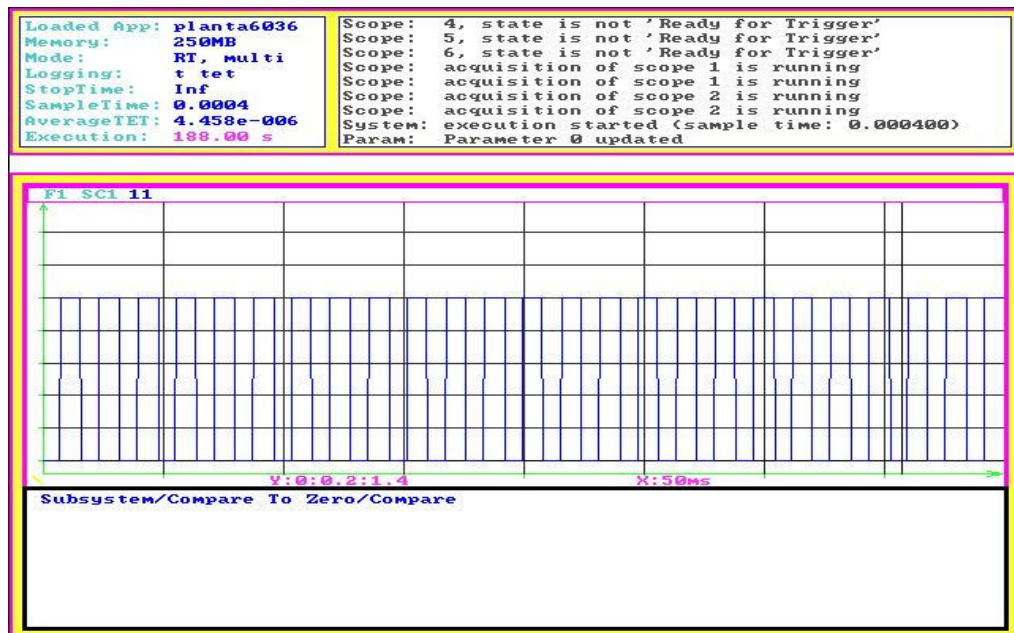 Loaded App: planta6036
Memory: 250MB
Mode: RT, multi
Logging: t tet
StopTime: Inf
SampleTime: 0.0004
AverageTET: 4.458e-006
Execution: 188.00 s
Scope: 4, state is not 'Ready for Trigger'
Scope: 5, state is not 'Ready for Trigger'
Scope: 6, state is not 'Ready for Trigger'
Scope: acquisition of scope 1 is running
Scope: acquisition of scope 1 is running
Scope: acquisition of scope 2 is running
Scope: acquisition of scope 2 is running
System: execution started (sample time: 0.000400)
Param: Parameter 0 updated
F1 SC1 11
Y:0:0.2:1.4 X:50ms
Subsystem/Compare To Zero/Compare